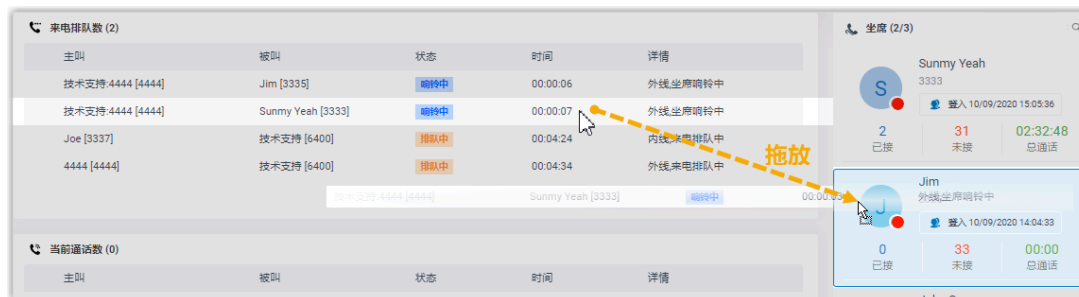 来电排队数 (2)
主叫 被叫 状态 时间 详情
技术支持:4444 [4444] Jim [3335] 响铃中 00:00:06 外线,坐席响铃中
技术支持:4444 [4444] Sunmy Yeah [3333] 响铃中 00:00:07 外线,坐席响铃中
Joe [3337] 技术支持 [6400] 排队中 00:04:24 内线,来电排队中
4444 [4444] 技术支持 [6400] 排队中 00:04:34 外线,来电排队中
技术支持:4444 [4444] Sunmy Yeah [3333] 响铃中 00:00:03
拖放
当前通话数 (0)
主叫 被叫 状态 时间 详情
坐席 (2/3)
Sunmy Yeah
S 3333
登入 10/09/2020 15:05:36
2 31 02:32:48
已接 未接 总通话
Jim
外线,坐席响铃中
J
登入 10/09/2020 14:04:33
0 33 00:00
已接 未接 总通话